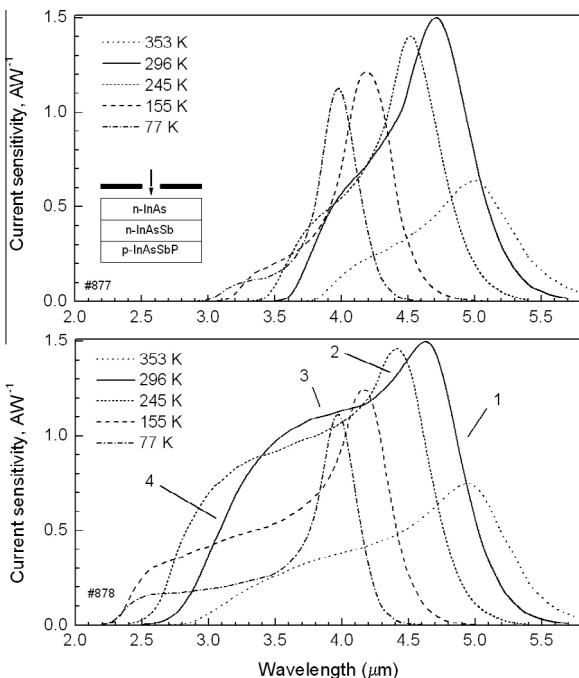 1.5
1.0
0.5
0.0
Current sensitivity, AW⁻¹
353 K
296 K
245 K
155 K
77 K
n-InAs
n-InAsSb
p-InAsSbP
#877
2.0 2.5 3.0 3.5 4.0 4.5 5.0 5.5
1.5
1.0
0.5
0.0
Current sensitivity, AW⁻¹
353 K
296 K
245 K
155 K
77 K
2
3
1
4
#878
2.0 2.5 3.0 3.5 4.0 4.5 5.0 5.5
Wavelength (μm)